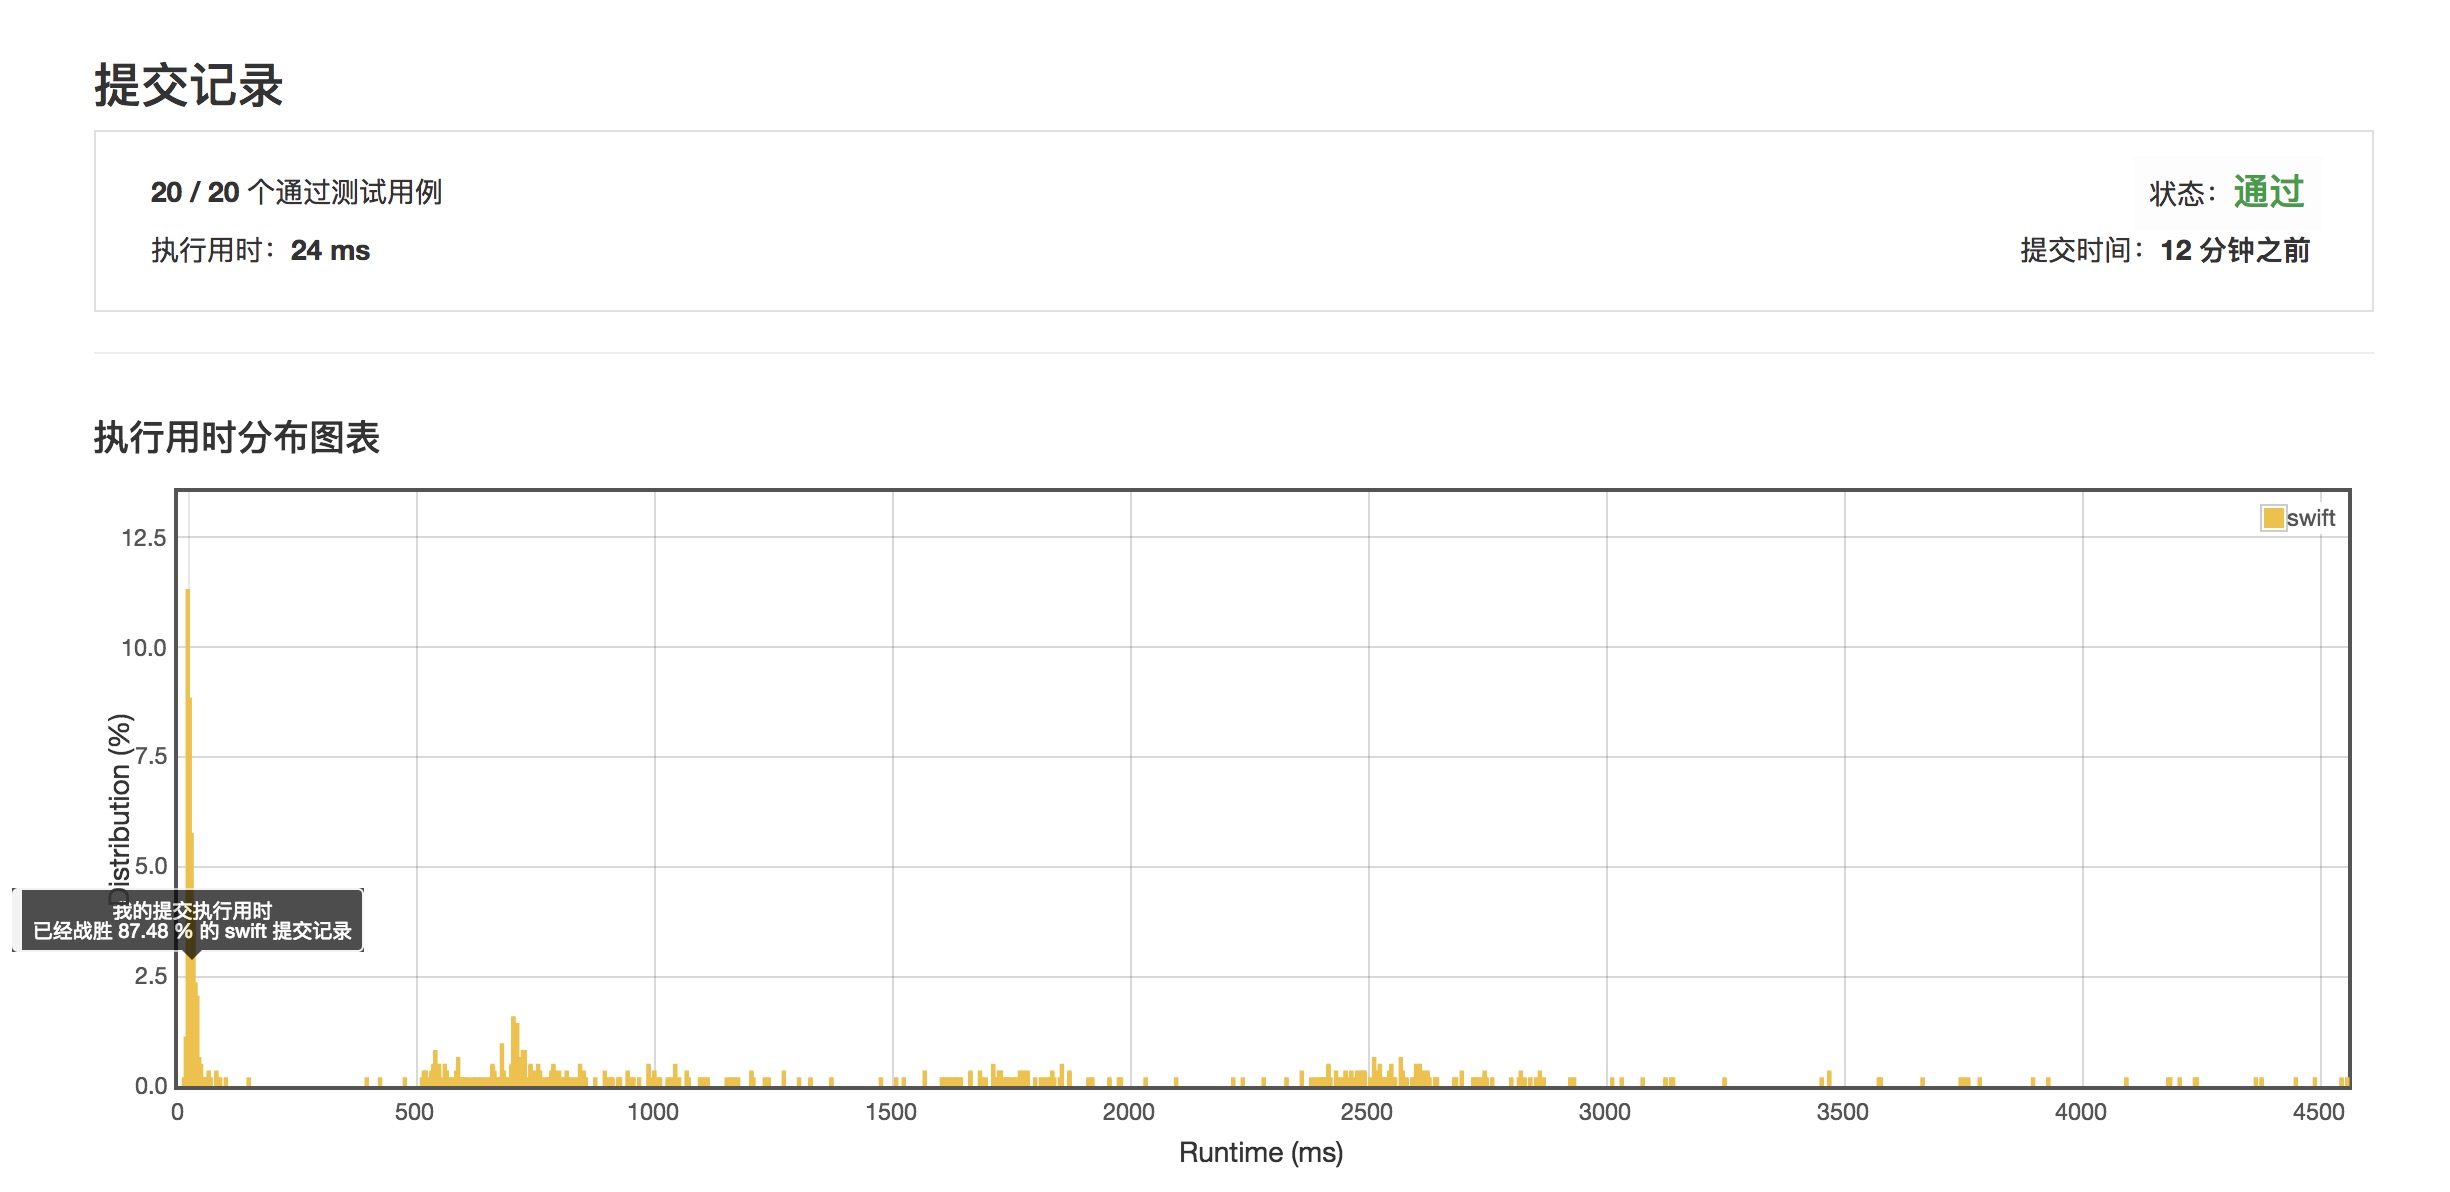 提交记录
20 / 20 个通过测试用例
状态：通过
执行用时：24 ms
提交时间：12 分钟之前
执行用时分布图表
swift
12.5
10.0
7.5
5.0
2.5
0.0
Distribution (%)
我的提交执行用时
已经战胜 87.48 % 的 swift 提交记录
0
500
1000
1500
2000
2500
3000
3500
4000
4500
Runtime (ms)